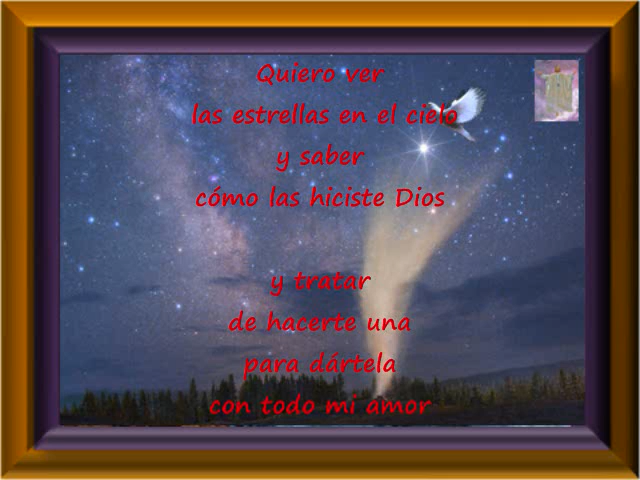 Quiero ver
las estrellas en el cielo
y saber
cómo las hiciste Dios
y tratar
de hacerte una
para dártela
con todo mi amor